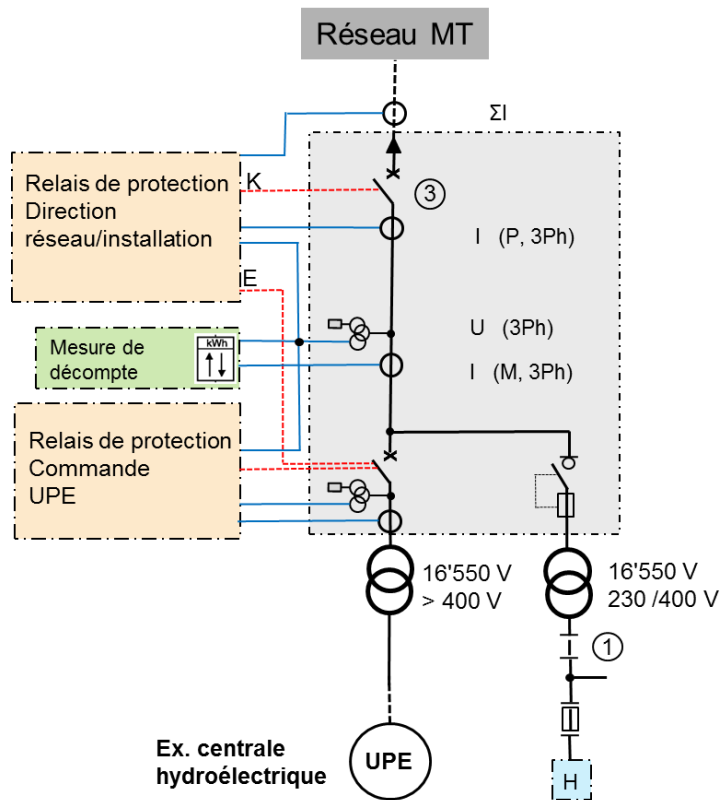 Réseau MT
ΣI
Relais de protection
Direction
réseau/installation
K
E
3
I (P, 3Ph)
U (3Ph)
I (M, 3Ph)
Mesure de
décompte
kWh
Relais de protection
Commande
UPE
16'550 V
> 400 V
16'550 V
230 /400 V
1
Ex. centrale
hydroélectrique
UPE
H